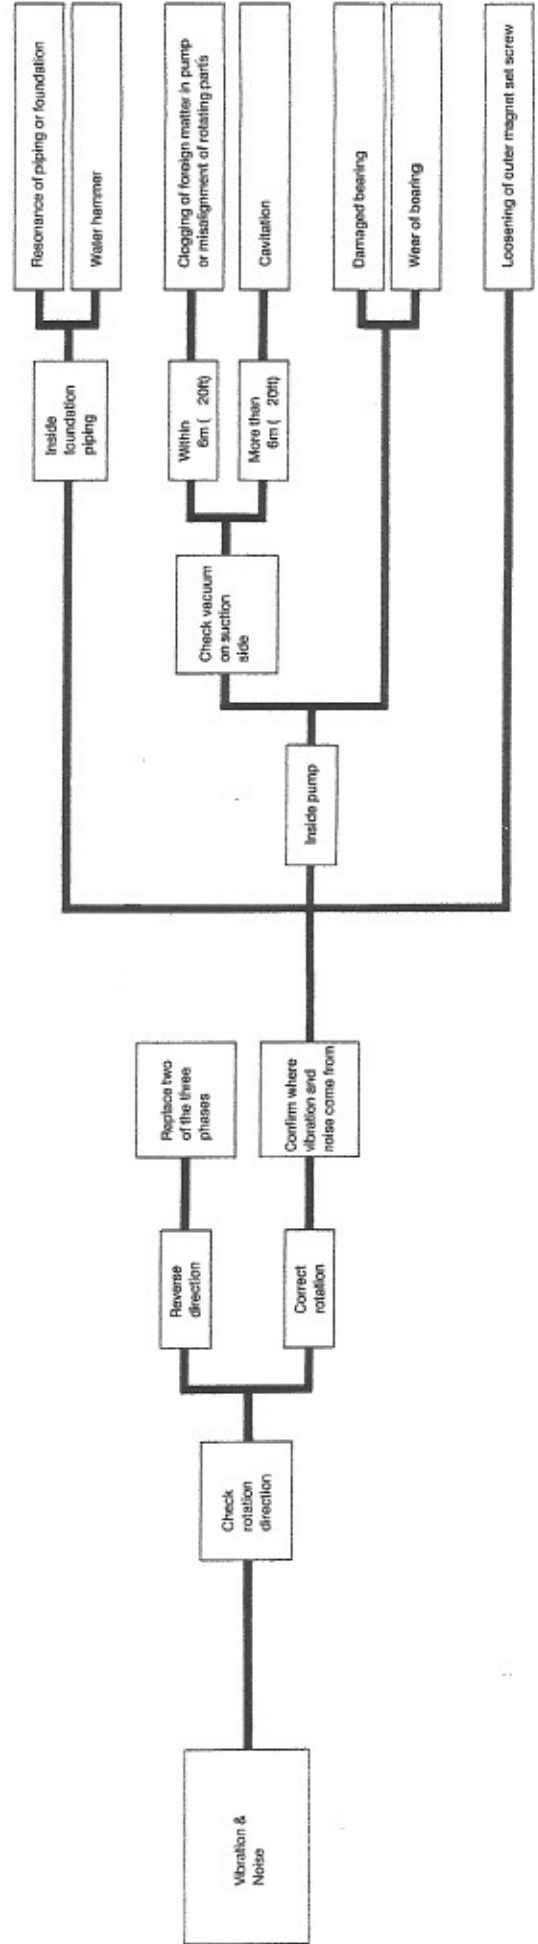 Vibration &
Noise
Check
rotation
direction
Reverse
direction
Replace two
of the three
phases
Correct
rotation
Confirm where
vibration and
noise come from
Inside
foundation
piping
Resonance of piping or foundation
Water hammer
Inside pump
Check vacuum
on suction
side
Within
6m ( 20ft)
Clogging of foreign matter in pump
or misalignment of rotating parts
More than
6m ( 20ft)
Cavitation
Damaged bearing
Wear of bearing
Loosening of outer magnet set screw